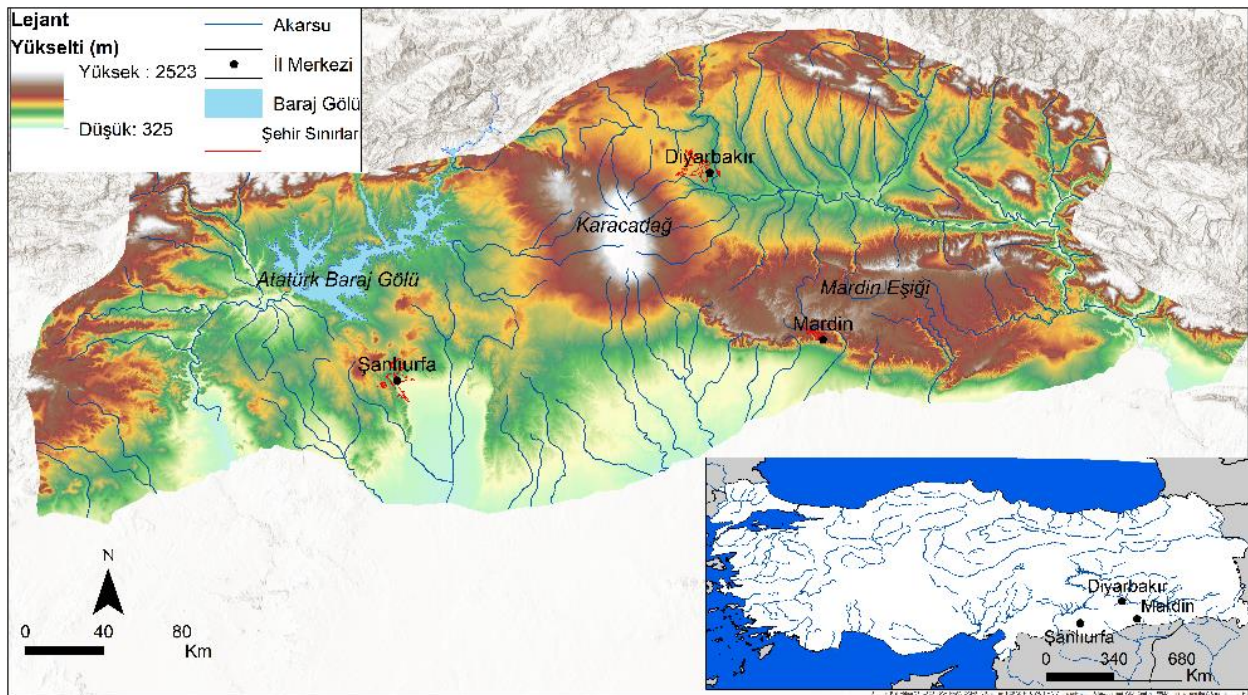 Lejant
Yükselti (m)
Yüksek : 2523
Düşük: 325
Akarsu
İl Merkezi
Baraj Gölü
Şehir Sınırlar
Diyarbakır
Karacadağ
Atatürk Baraj Gölü
Mardin Eşiği
Mardin
Şanlıurfa
N
0 40 80
Km
Diyarbakır
Mardin
Şanlıurfa
0 340 680
Km